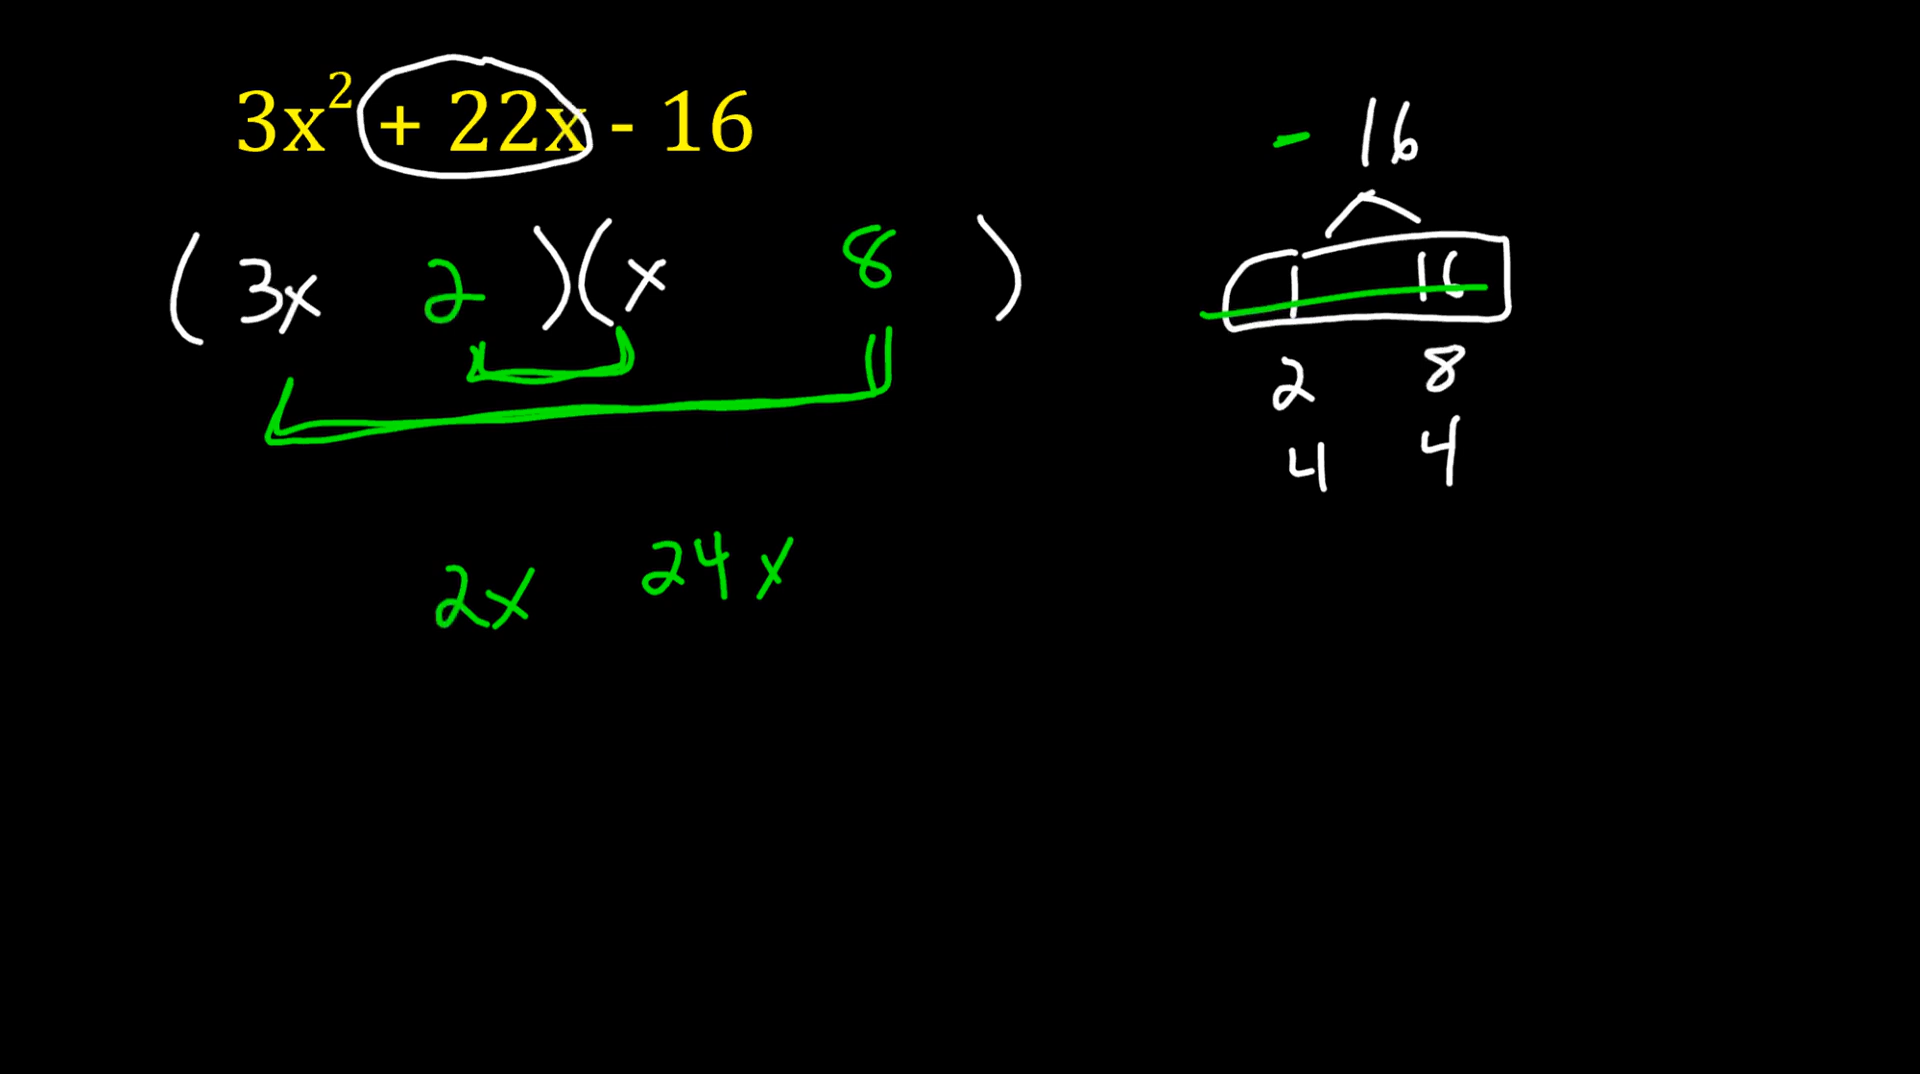 3x² + 22x - 16
- 16
(3x 2)(x 8)
1 16
2 8
4 4
2x 24x